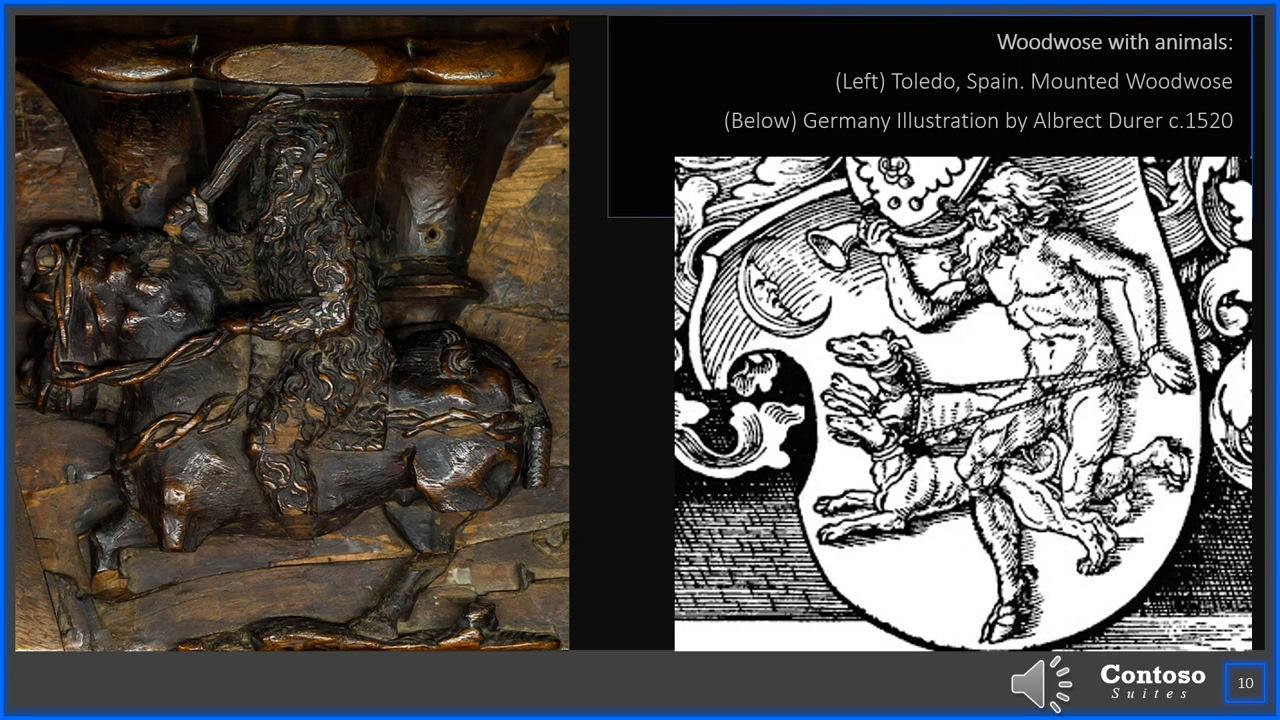 Woodwose with animals:
(Left) Toledo, Spain. Mounted Woodwose
(Below) Germany Illustration by Albrect Durer c.1520
Contoso
Suites
10